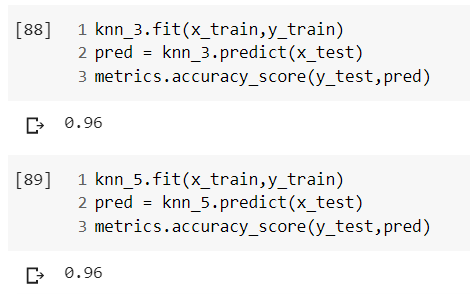 [88] 1 knn_3.fit(x_train,y_train)
2 pred = knn_3.predict(x_test)
3 metrics.accuracy_score(y_test,pred)
0.96
[89] 1 knn_5.fit(x_train,y_train)
2 pred = knn_5.predict(x_test)
3 metrics.accuracy_score(y_test,pred)
0.96